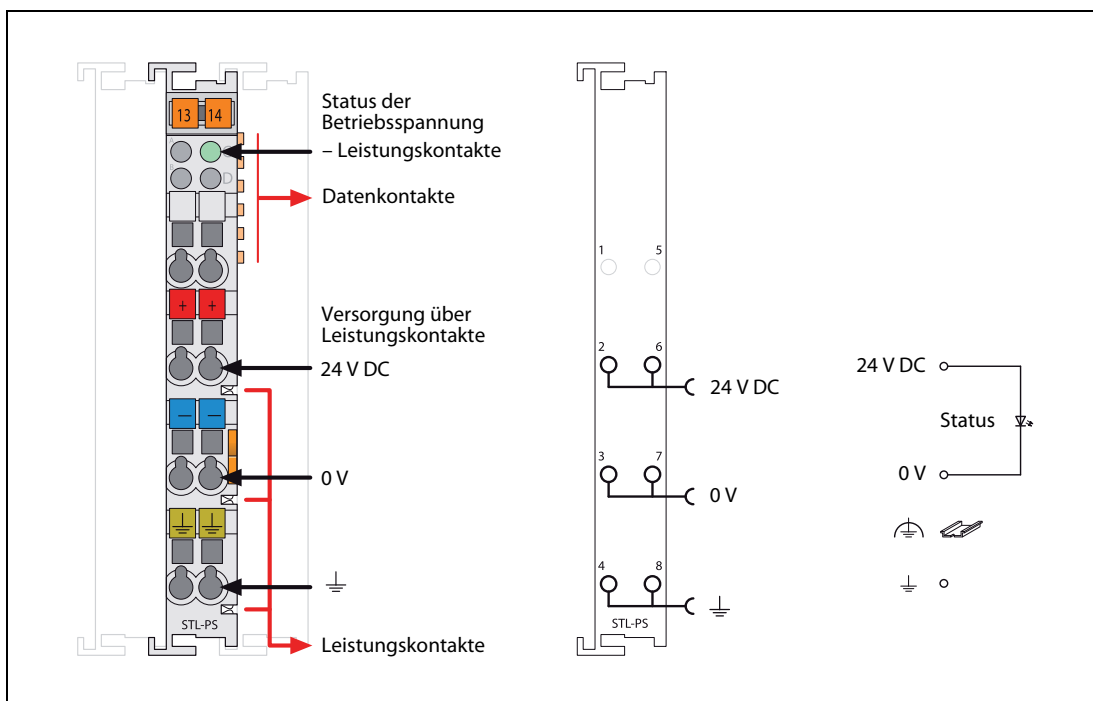 13 14
A
B
D
Status der
Betriebsspannung
– Leistungskontakte
Datenkontakte
+ +
Versorgung über
Leistungskontakte
24 V DC
– –
0 V
STL-PS
Leistungskontakte
1 5
2 6
24 V DC
3 7
0 V
4 8
STL-PS
24 V DC
Status
0 V